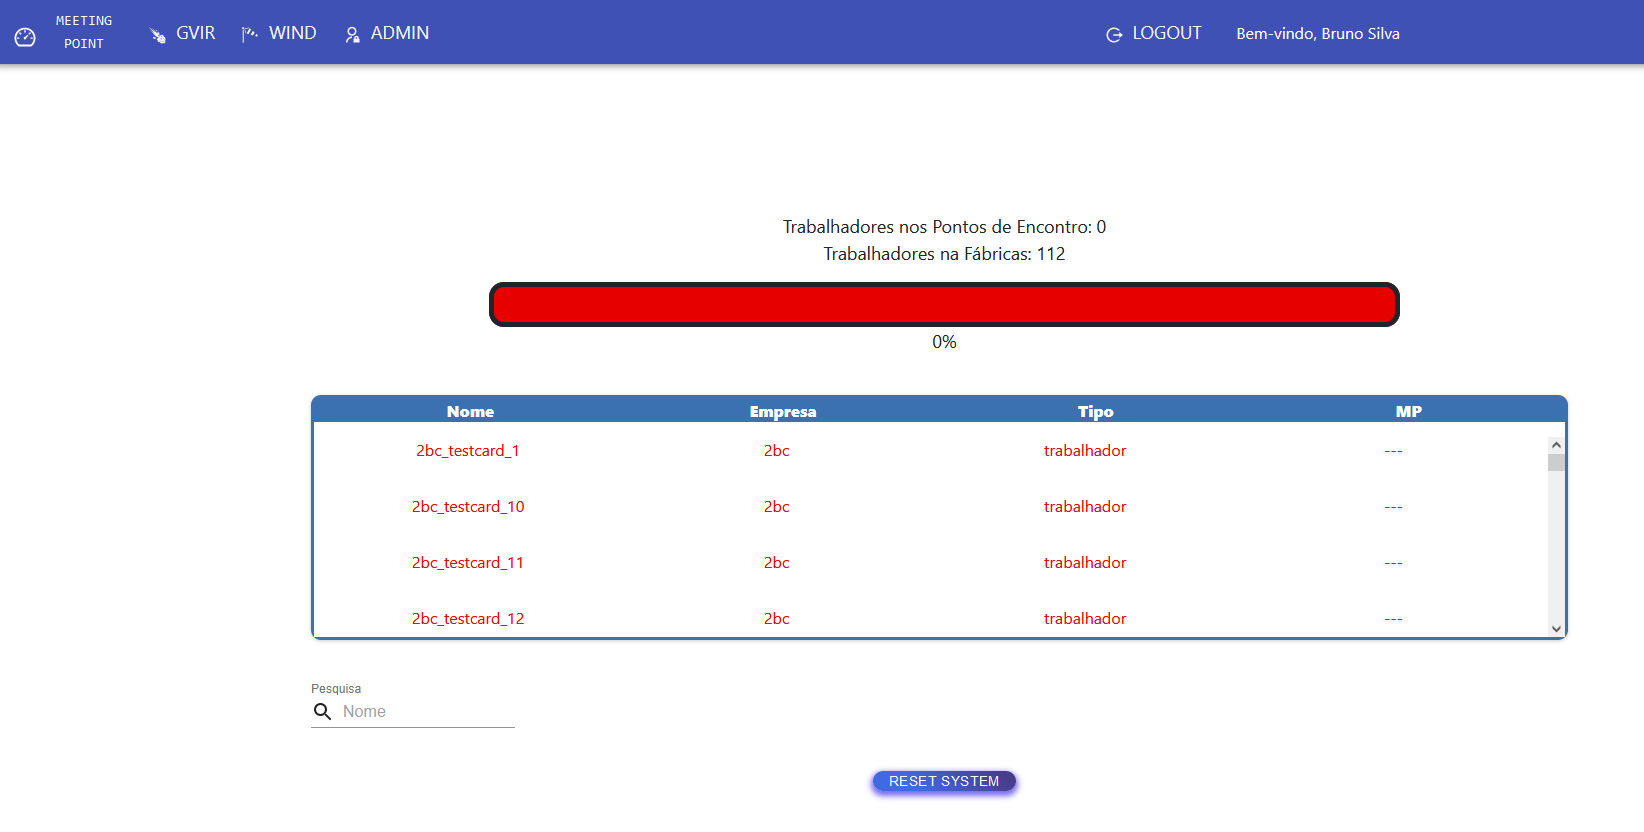 MEETING
POINT
GVIR
WIND
ADMIN
LOGOUT
Bem-vindo, Bruno Silva
Trabalhadores nos Pontos de Encontro: 0
Trabalhadores na Fábricas: 112
0%
Nome Empresa Tipo MP
2bc_testcard_1 2bc trabalhador ---
2bc_testcard_10 2bc trabalhador ---
2bc_testcard_11 2bc trabalhador ---
2bc_testcard_12 2bc trabalhador ---
Pesquisa
Nome
RESET SYSTEM